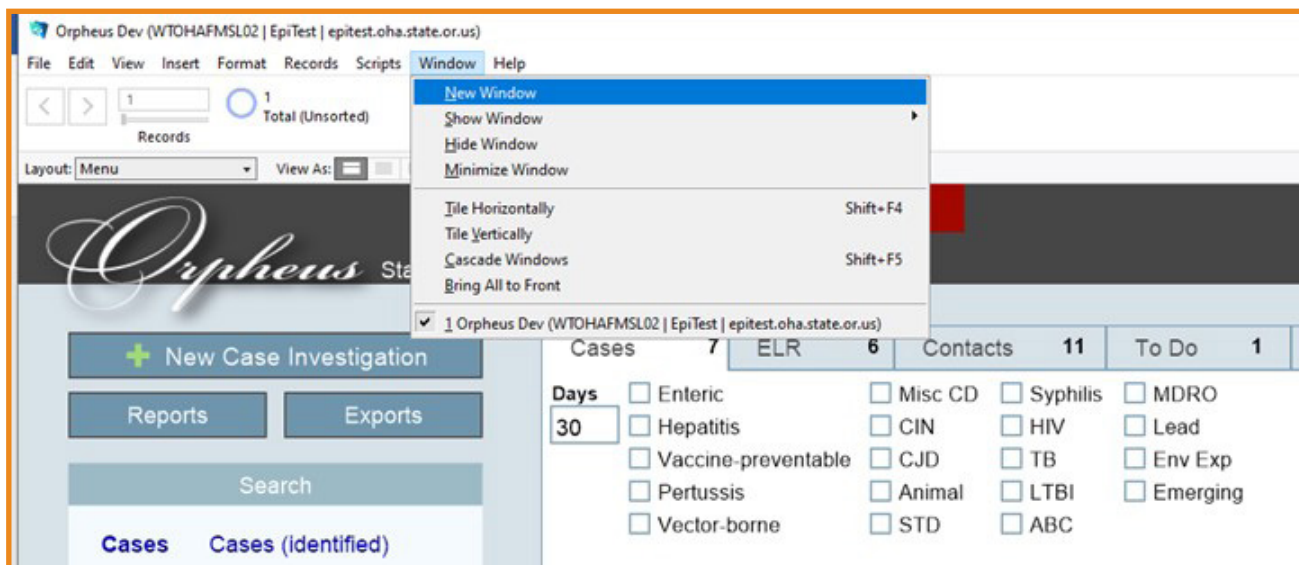 Orpheus Dev (WTOHAFMSL02 | EpiTest | epitest.oha.state.or.us)
File Edit View Insert Format Records Scripts Window Help
1
1
Total (Unsorted)
Records
Layout: Menu
View As:
New Window
Show Window
Hide Window
Minimize Window
Tile Horizontally Shift+F4
Tile Vertically
Cascade Windows Shift+F5
Bring All to Front
1 Orpheus Dev (WTOHAFMSL02 | EpiTest | epitest.oha.state.or.us)
Orpheus
New Case Investigation
Reports Exports
Search
Cases Cases (identified)
Cases 7 ELR 6 Contacts 11 To Do 1
Days Enteric Misc CD Syphilis MDRO
30 Hepatitis CIN HIV Lead
Vaccine-preventable CJD TB Env Exp
Pertussis Animal LTBI Emerging
Vector-borne STD ABC